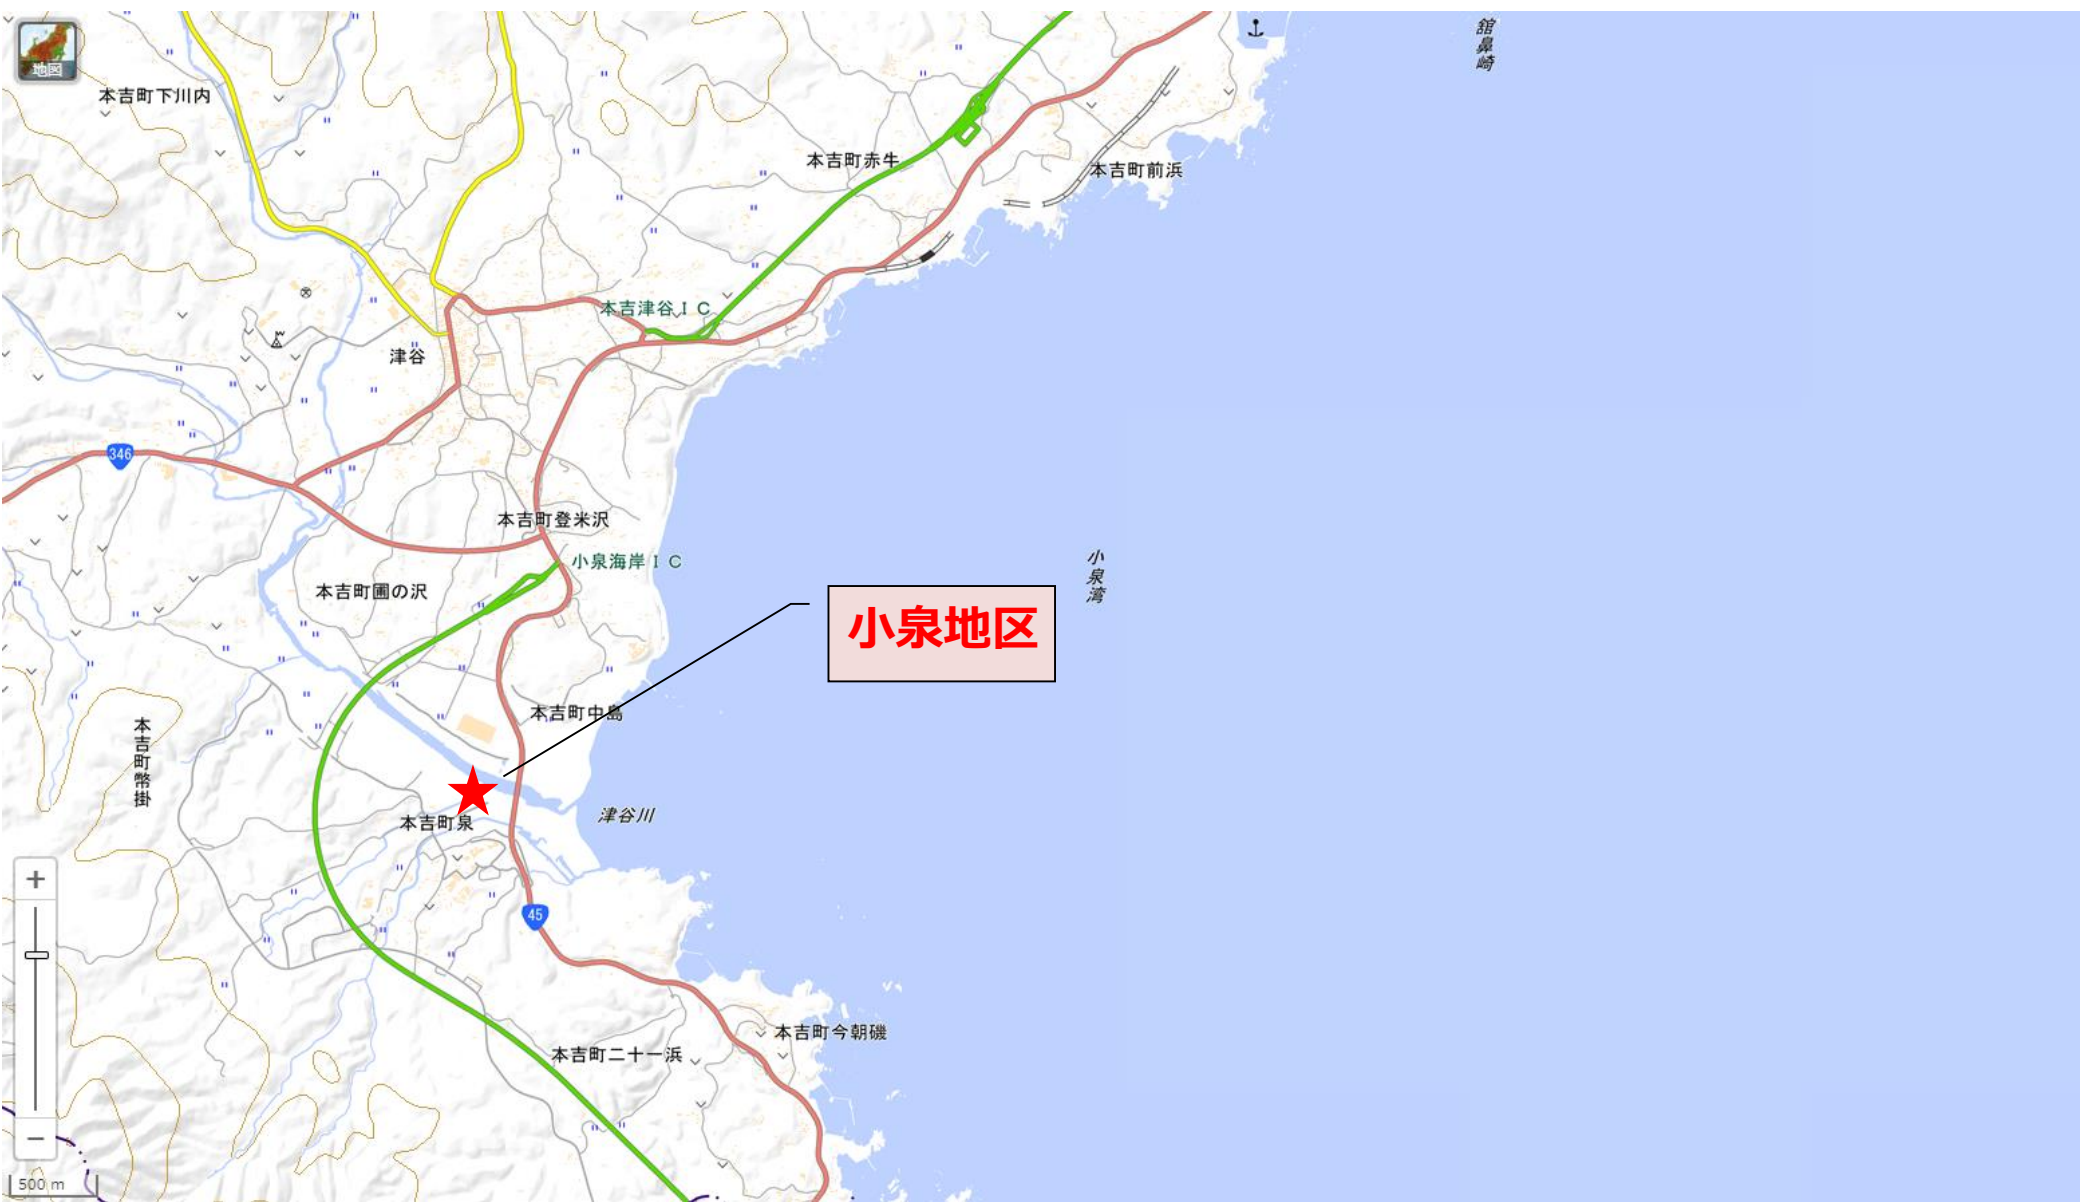 地図
舘鼻崎
本吉町下川内
本吉町赤牛
本吉町前浜
本吉津谷IC
津谷
346
本吉町登米沢
小泉海岸IC
小泉湾
本吉町圃の沢
小泉地区
本吉町中島
本吉町幣掛
津谷川
本吉町泉
+
45
本吉町今朝磯
本吉町二十一浜
−
500 m